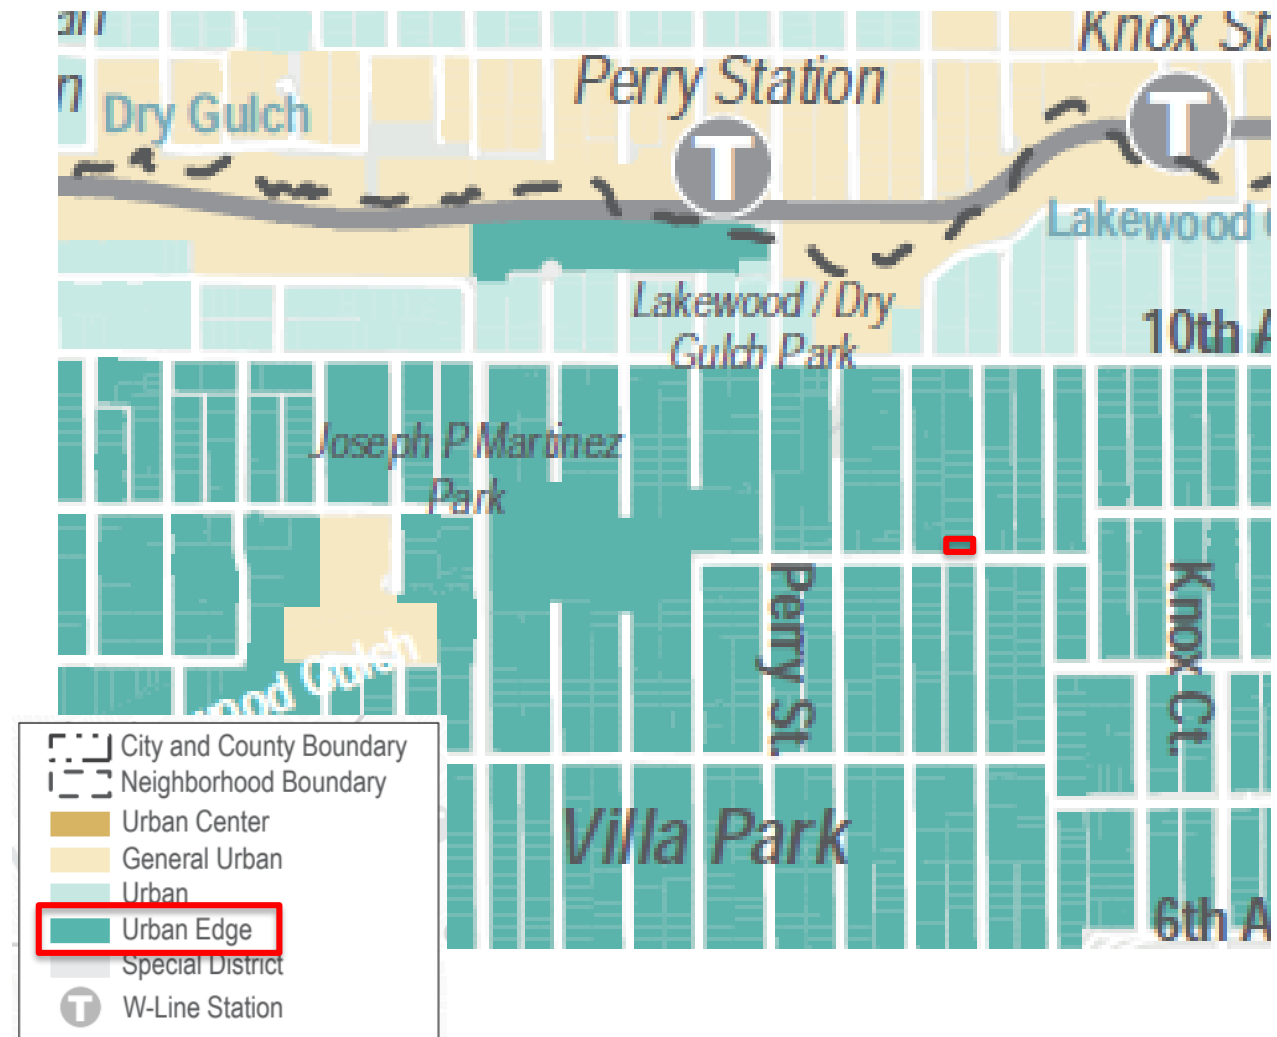 Knox
Perry Station
Dry Gulch
T
T
Lakewood
Lakewood / Dry
Gulch Park
10th
Joseph P Martinez
Park
Perry St.
Knox Ct.
Gulch
Villa Park
6th
City and County Boundary
Neighborhood Boundary
Urban Center
General Urban
Urban
Urban Edge
Special District
T W-Line Station